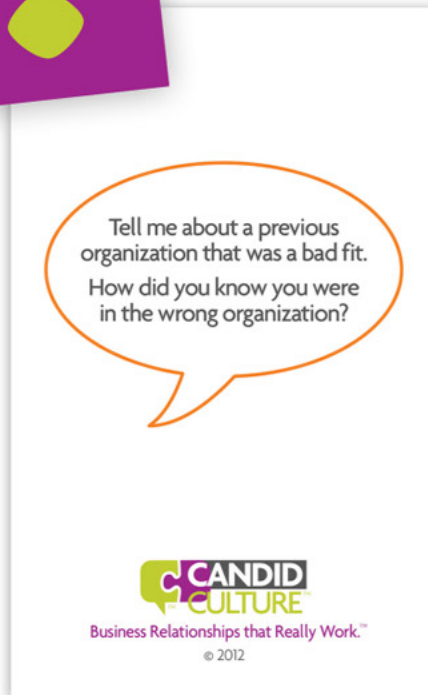 Tell me about a previous
organization that was a bad fit.
How did you know you were
in the wrong organization?
CANDID
CULTURE
Business Relationships that Really Work.™
© 2012